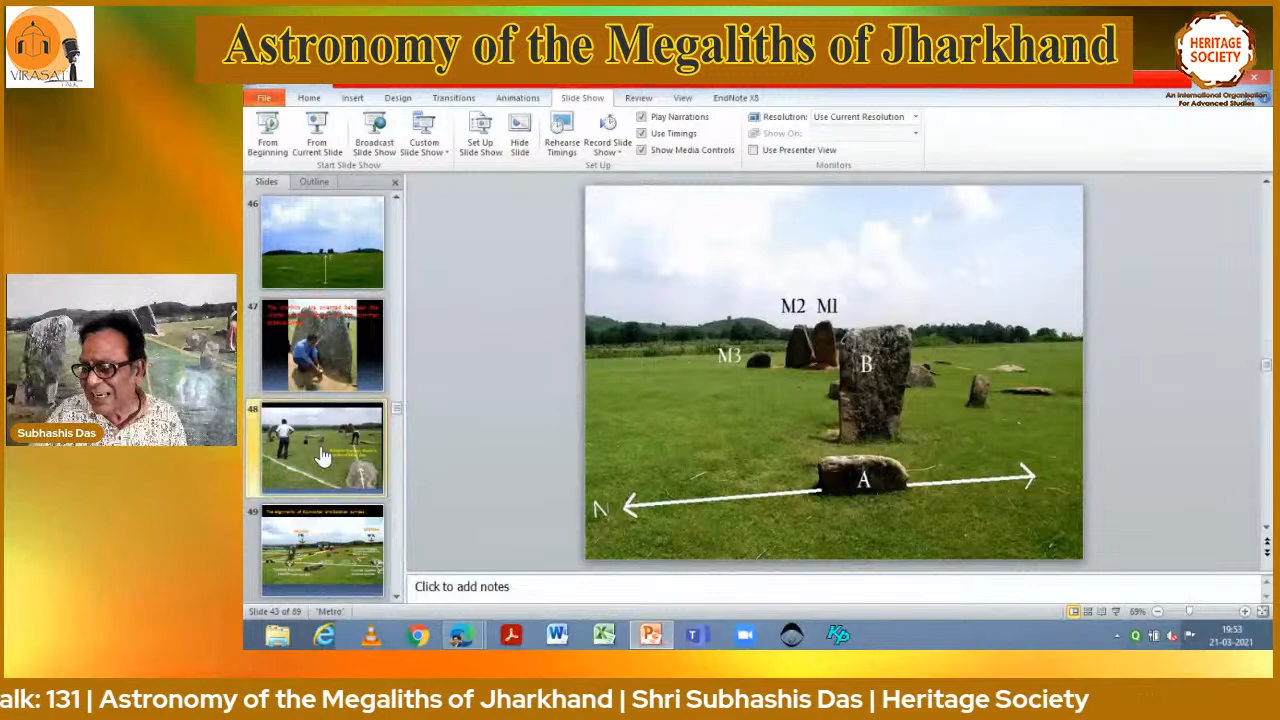 Astronomy of the Megaliths of Jharkhand
VIRASAT
TALK
HERITAGE
SOCIETY
An International Organisation
For Advanced Studies
File Home Insert Design Transitions Animations Slide Show Review View EndNote X5
From Beginning
From Current Slide
Broadcast Slide Show
Custom Slide Show
Set Up Slide Show
Hide Slide
Rehearse Timings
Record Slide Show
Play Narrations
Use Timings
Show Media Controls
Resolution: Use Current Resolution
Show On:
Use Presenter View
Start Slide Show
Set Up
Monitors
Slides Outline
46
47
48
49
M2 M1
M3
B
A
N
Subhashis Das
Click to add notes
Slide 43 of 89 'Metro'
69%
19:53
21-03-2021
alk: 131 | Astronomy of the Megaliths of Jharkhand | Shri Subhashis Das | Heritage Society